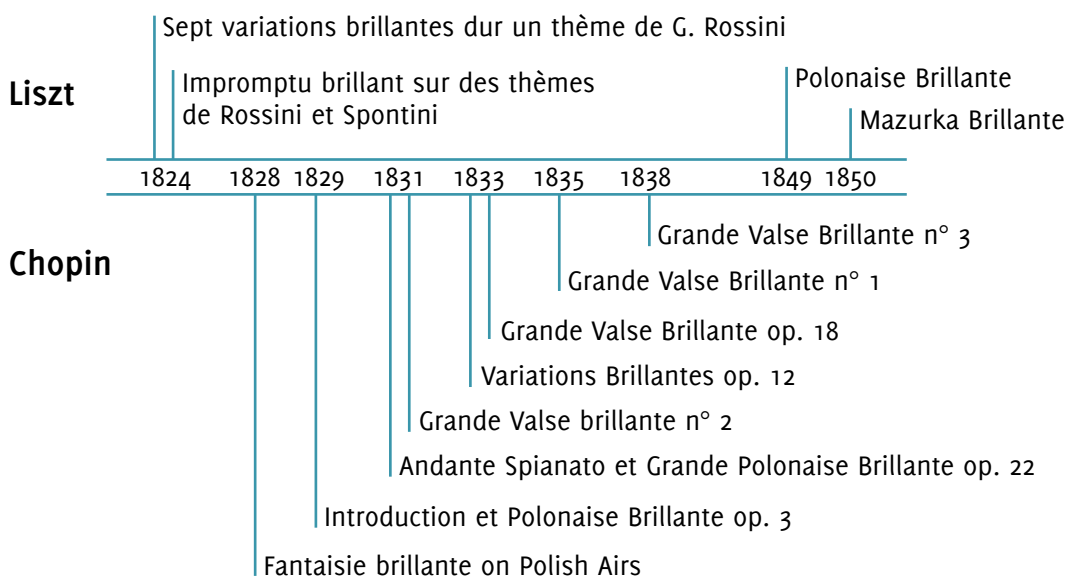 Sept variations brillantes dur un thème de G. Rossini
Liszt
Impromptu brillant sur des thèmes
de Rossini et Spontini
Polonaise Brillante
Mazurka Brillante
1824 1828 1829 1831 1833 1835 1838 1849 1850
Chopin
Grande Valse Brillante n° 3
Grande Valse Brillante n° 1
Grande Valse Brillante op. 18
Variations Brillantes op. 12
Grande Valse brillante n° 2
Andante Spianato et Grande Polonaise Brillante op. 22
Introduction et Polonaise Brillante op. 3
Fantaisie brillante on Polish Airs